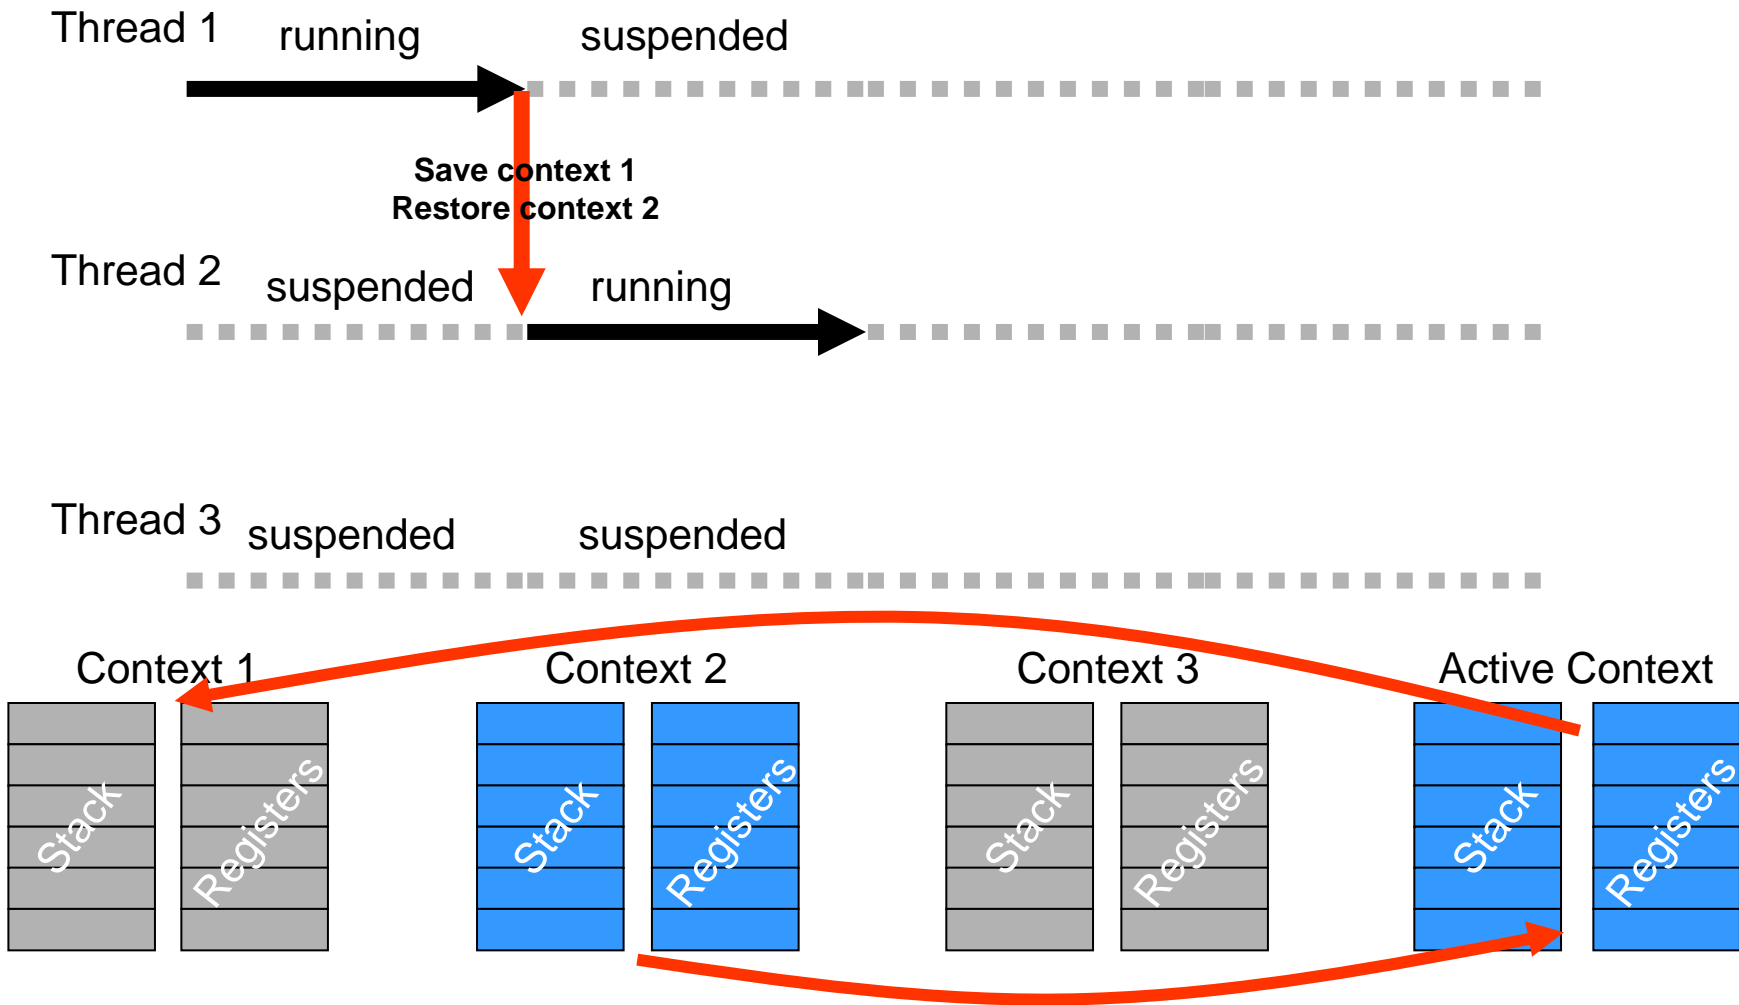 Thread 1
running
suspended
Save context 1
Restore context 2
Thread 2
suspended
running
Thread 3
suspended
suspended
Context 1
Context 2
Context 3
Active Context
Stack
Registers
Stack
Registers
Stack
Registers
Stack
Registers